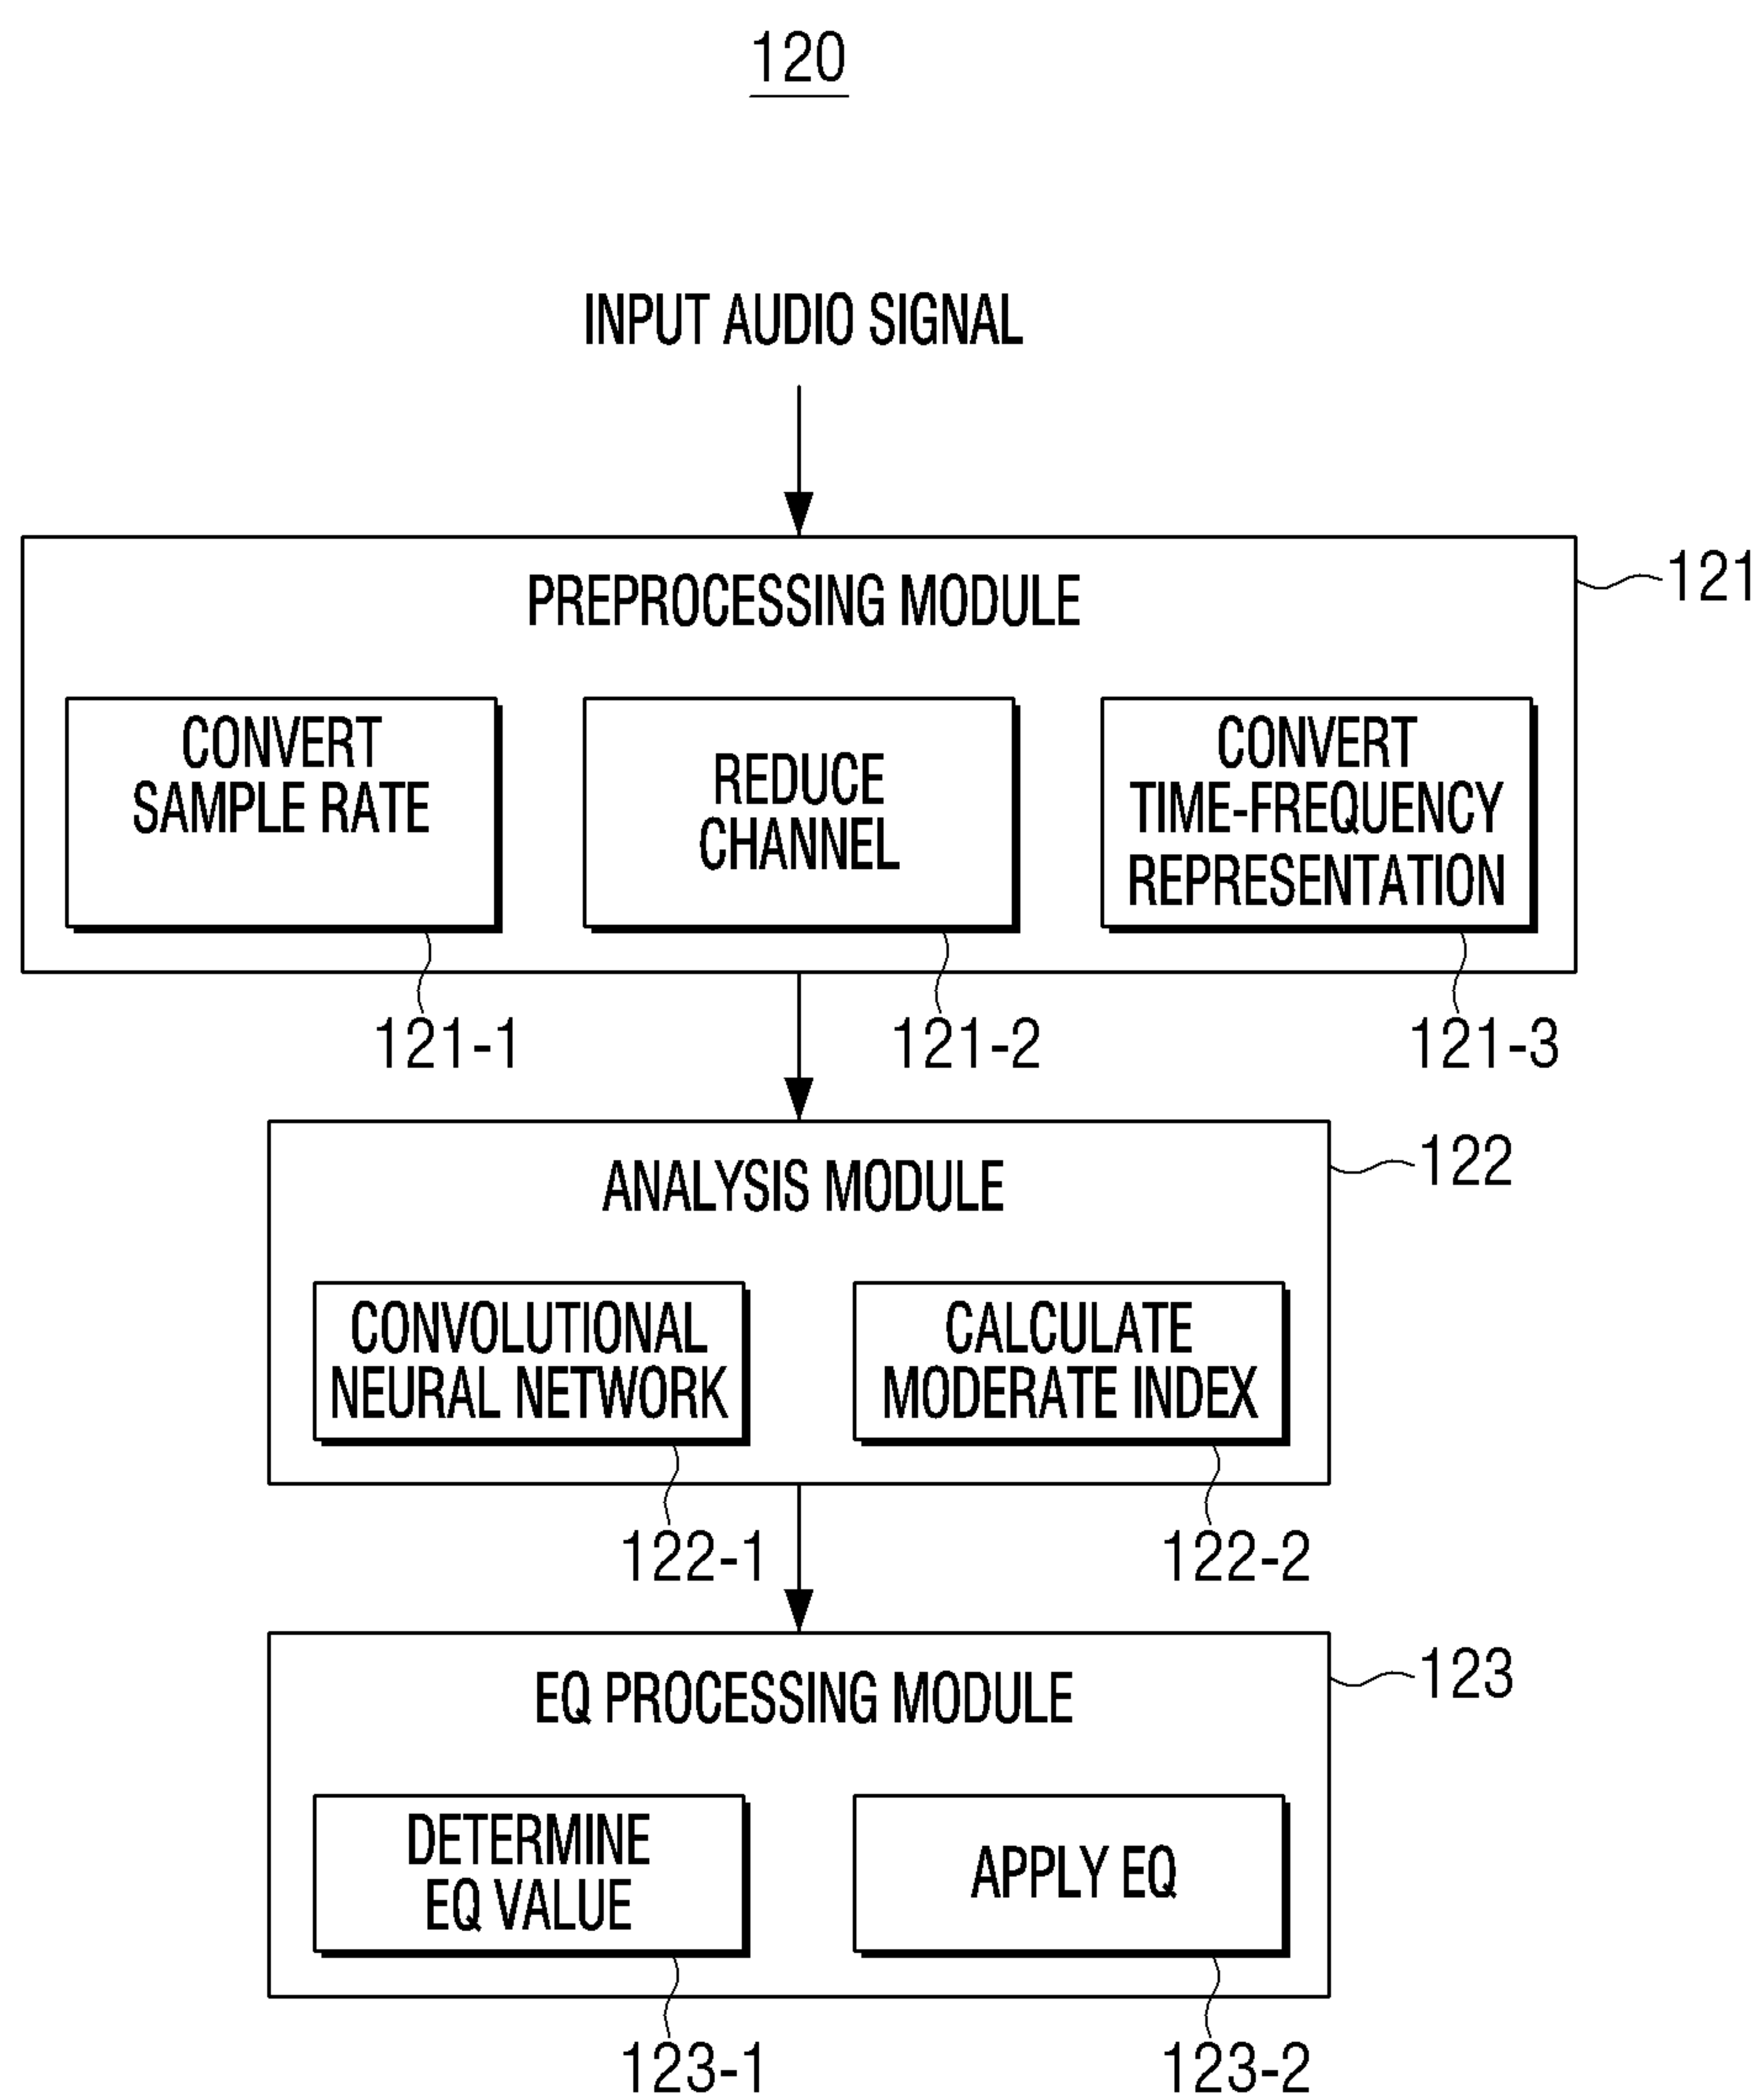 120
INPUT AUDIO SIGNAL
PREPROCESSING MODULE
121
CONVERT
SAMPLE RATE
REDUCE
CHANNEL
CONVERT
TIME-FREQUENCY
REPRESENTATION
121-1
121-2
121-3
ANALYSIS MODULE
122
CONVOLUTIONAL
NEURAL NETWORK
CALCULATE
MODERATE INDEX
122-1
122-2
EQ PROCESSING MODULE
123
DETERMINE
EQ VALUE
APPLY EQ
123-1
123-2